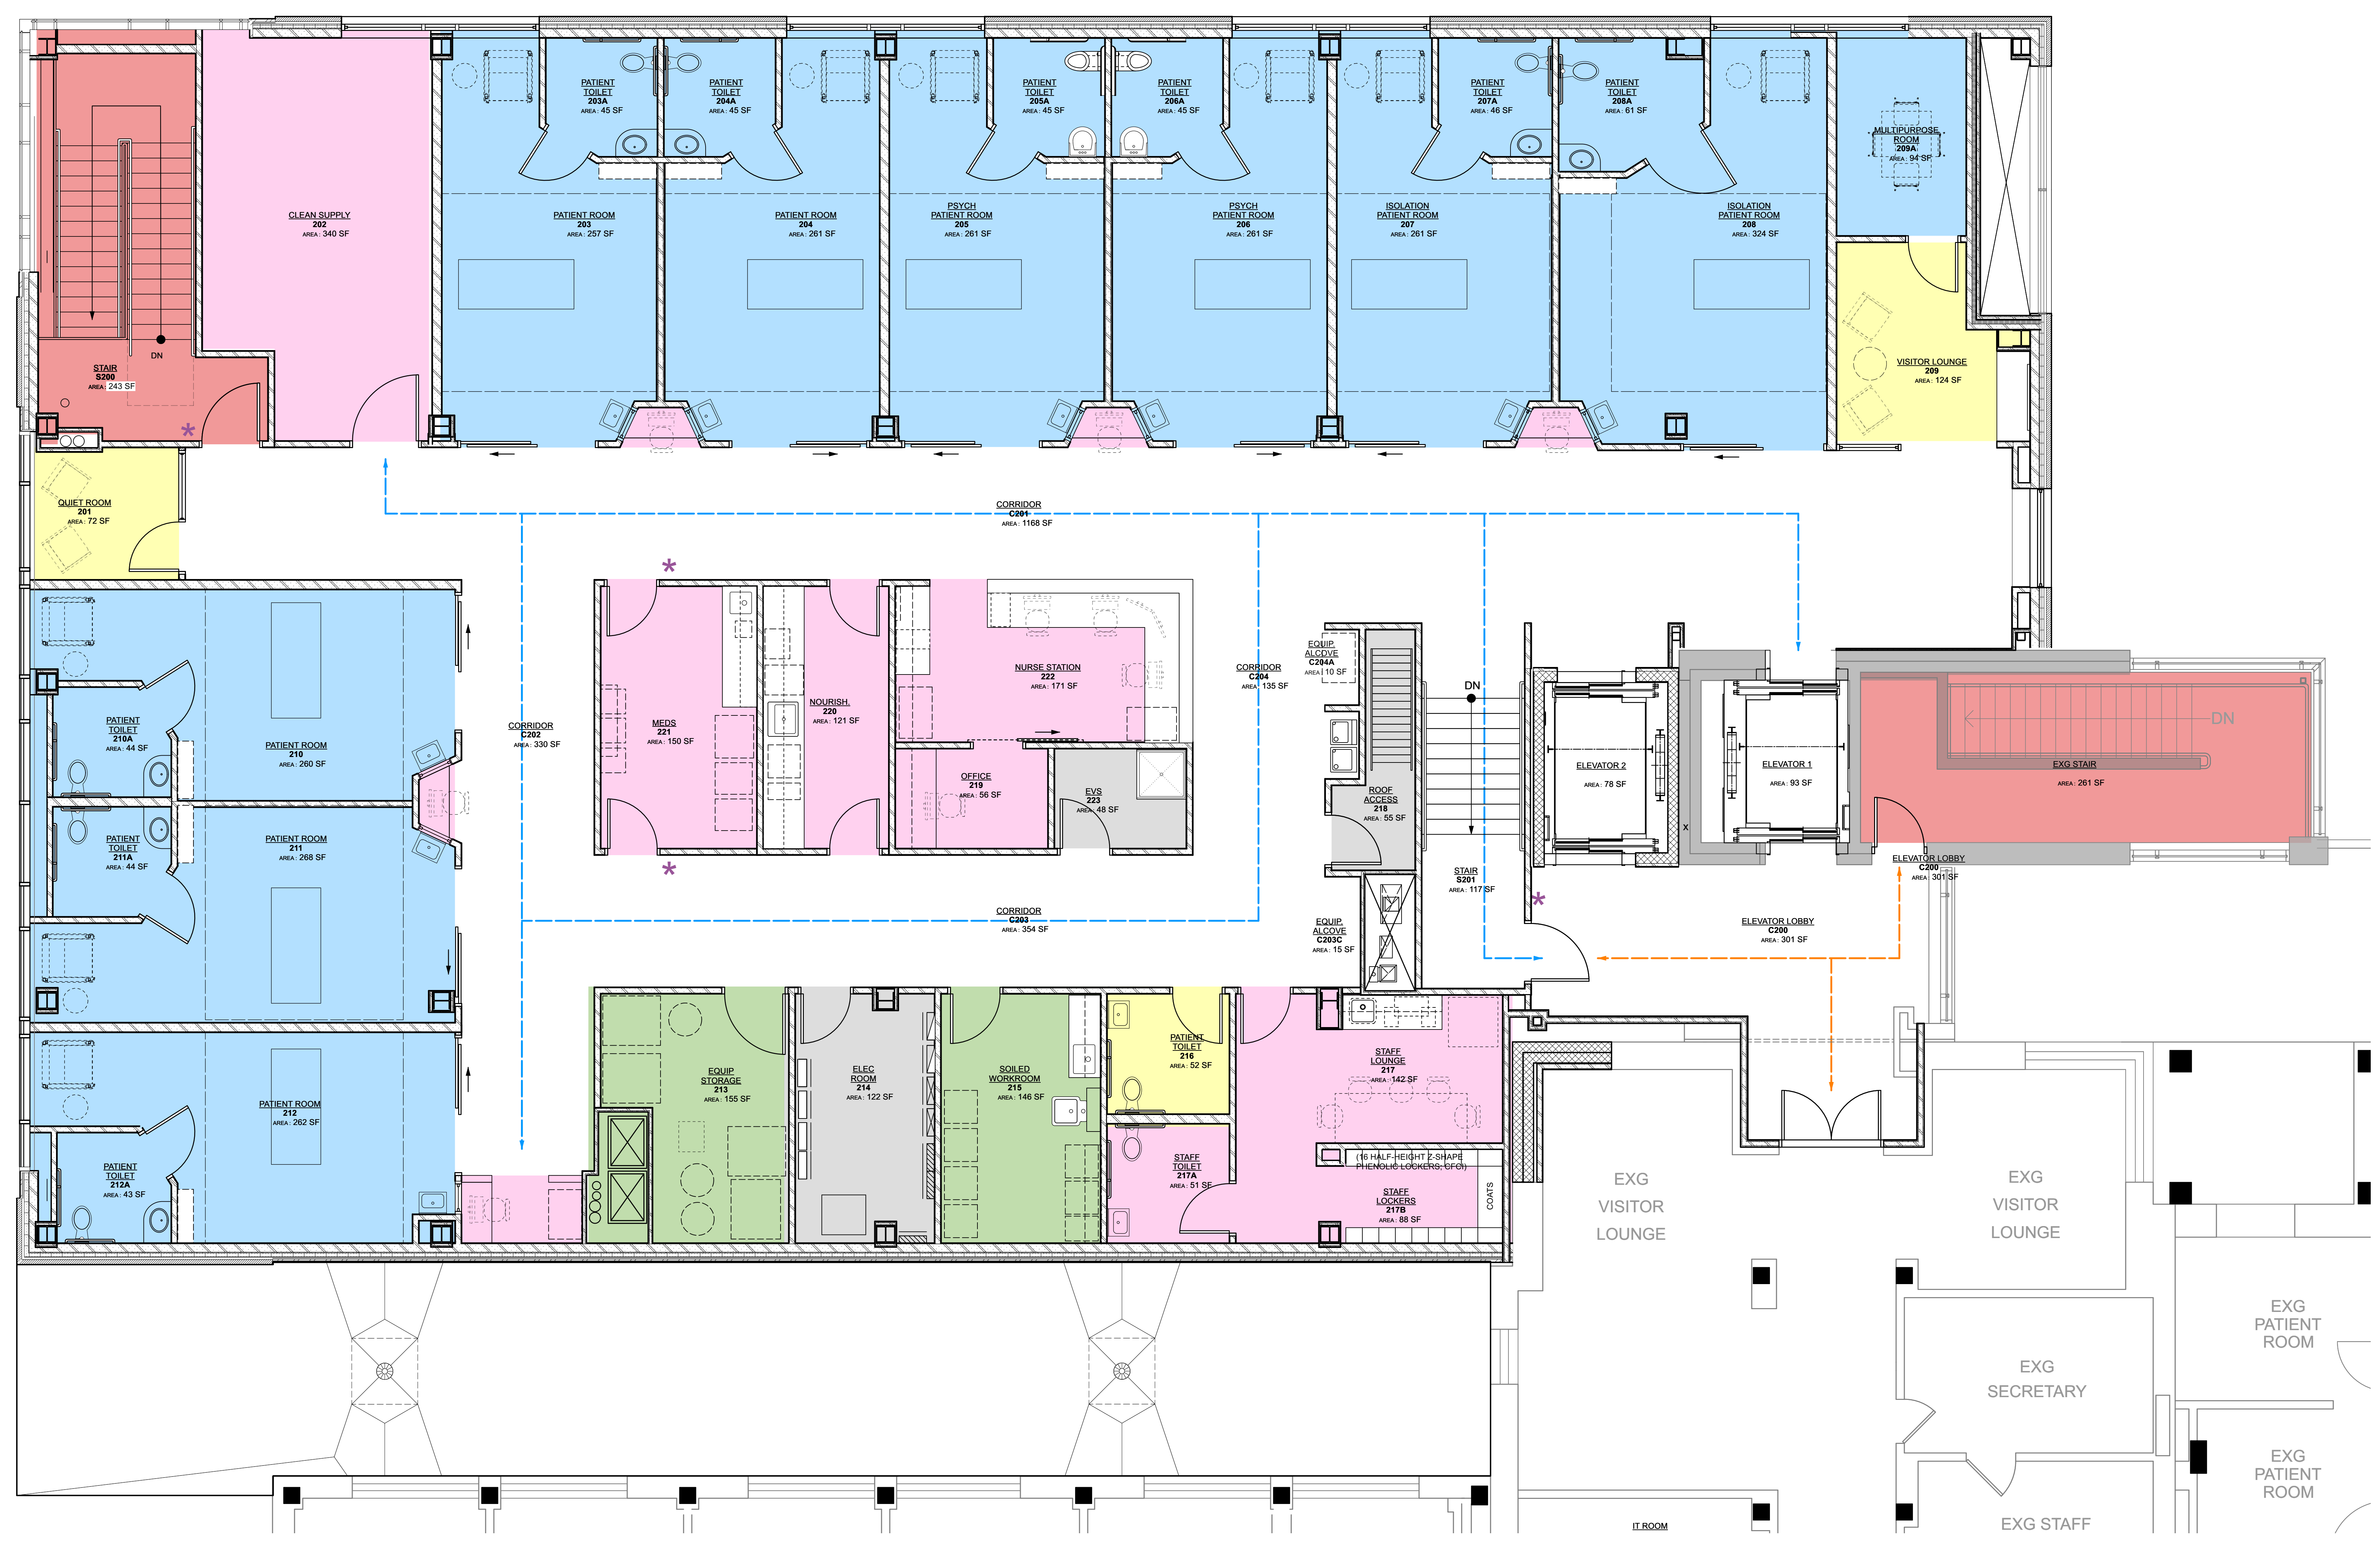 PATIENT
TOILET
203A
AREA : 45 SF
PATIENT
TOILET
204A
AREA : 45 SF
PATIENT
TOILET
205A
AREA : 45 SF
PATIENT
TOILET
206A
AREA : 45 SF
PATIENT
TOILET
207A
AREA : 46 SF
PATIENT
TOILET
208A
AREA : 61 SF
MULTIPURPOSE
ROOM
209A
AREA : 94 SF
CLEAN SUPPLY
202
AREA : 340 SF
PATIENT ROOM
203
AREA : 257 SF
PATIENT ROOM
204
AREA : 261 SF
PSYCH
PATIENT ROOM
205
AREA : 261 SF
PSYCH
PATIENT ROOM
206
AREA : 261 SF
ISOLATION
PATIENT ROOM
207
AREA : 261 SF
ISOLATION
PATIENT ROOM
208
AREA : 324 SF
DN
STAIR
S200
AREA : 243 SF
VISITOR LOUNGE
209
AREA : 124 SF
*
QUIET ROOM
201
AREA : 72 SF
CORRIDOR
C201
AREA : 1168 SF
*
PATIENT
TOILET
210A
AREA : 44 SF
PATIENT ROOM
210
AREA : 260 SF
CORRIDOR
C202
AREA : 330 SF
MEDS
221
AREA : 150 SF
NOURISH.
220
AREA : 121 SF
NURSE STATION
222
AREA : 171 SF
CORRIDOR
C204
AREA : 135 SF
EQUIP.
ALCOVE
C204A
AREA : 10 SF
DN
OFFICE
219
AREA : 56 SF
EVS
223
AREA : 48 SF
ROOF
ACCESS
218
AREA : 55 SF
ELEVATOR 2
AREA : 78 SF
ELEVATOR 1
AREA : 93 SF
X
DN
EXG STAIR
AREA : 261 SF
PATIENT
TOILET
211A
AREA : 44 SF
PATIENT ROOM
211
AREA : 268 SF
*
STAIR
S201
AREA : 117 SF
*
ELEVATOR LOBBY
C200
AREA : 301 SF
CORRIDOR
C203
AREA : 354 SF
EQUIP.
ALCOVE
C203C
AREA : 15 SF
ELEVATOR LOBBY
C200
AREA : 301 SF
PATIENT ROOM
212
AREA : 262 SF
PATIENT
TOILET
212A
AREA : 43 SF
EQUIP
STORAGE
213
AREA : 155 SF
ELEC
ROOM
214
AREA : 122 SF
SOILED
WORKROOM
215
AREA : 146 SF
PATIENT
TOILET
216
AREA : 52 SF
STAFF
LOUNGE
217
AREA : 142 SF
STAFF
TOILET
217A
AREA : 51 SF
(16 HALF-HEIGHT Z-SHAPE
PHENOLIC LOCKERS; CFCI)
STAFF
LOCKERS
217B
AREA : 88 SF
COATS
EXG
VISITOR
LOUNGE
EXG
VISITOR
LOUNGE
EXG
PATIENT
ROOM
EXG
SECRETARY
EXG
PATIENT
ROOM
IT ROOM
EXG STAFF